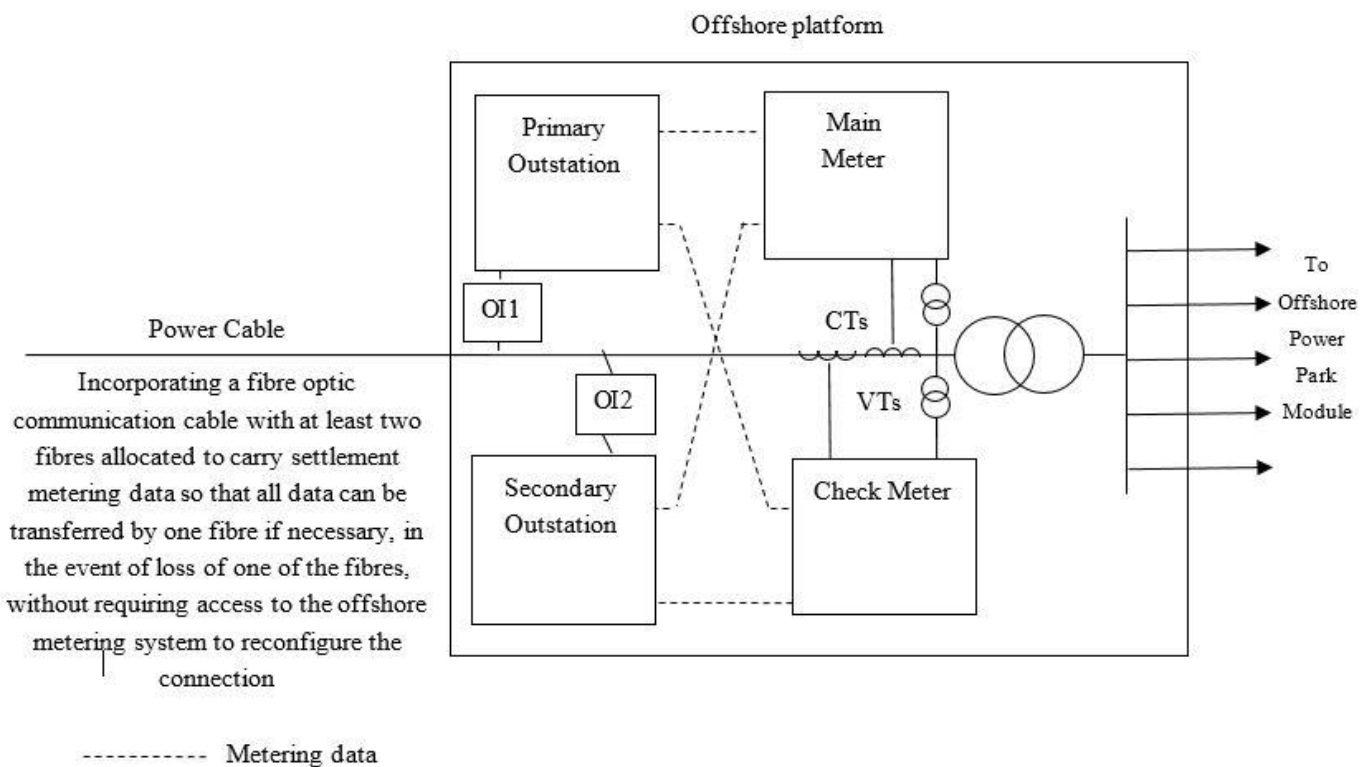 Offshore platform
Primary
Outstation
Main
Meter
OI1
CTs
Power Cable
Incorporating a fibre optic
communication cable with at least two
fibres allocated to carry settlement
metering data so that all data can be
transferred by one fibre if necessary, in
the event of loss of one of the fibres,
without requiring access to the offshore
metering system to reconfigure the
connection
OI2
VTs
Secondary
Outstation
Check Meter
To
Offshore
Power
Park
Module
Metering data